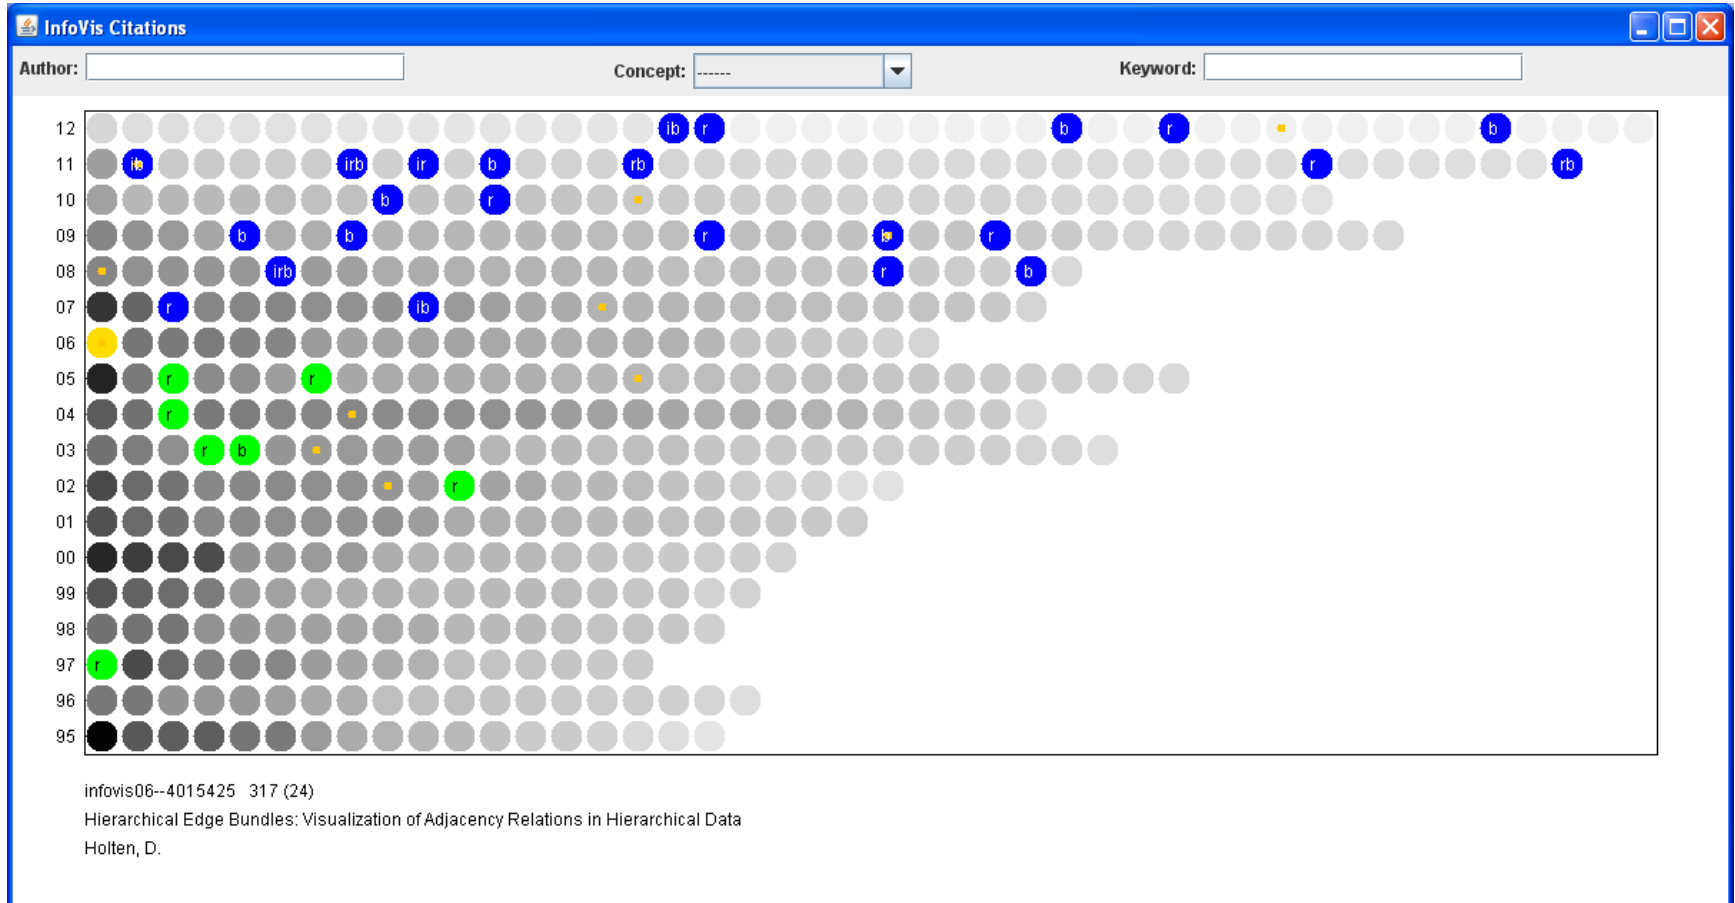 InfoVis Citations
Author: Concept: ------ Keyword:
12 ib r b r b
11 ib irb ir b rb r rb
10 b r
09 b b r b r
08 irb r b
07 r ib
06
05 r r
04 r
03 r b
02 r
01
00
99
98
97 r
96
95
infovis06--4015425 317 (24)
Hierarchical Edge Bundles: Visualization of Adjacency Relations in Hierarchical Data
Holten, D.